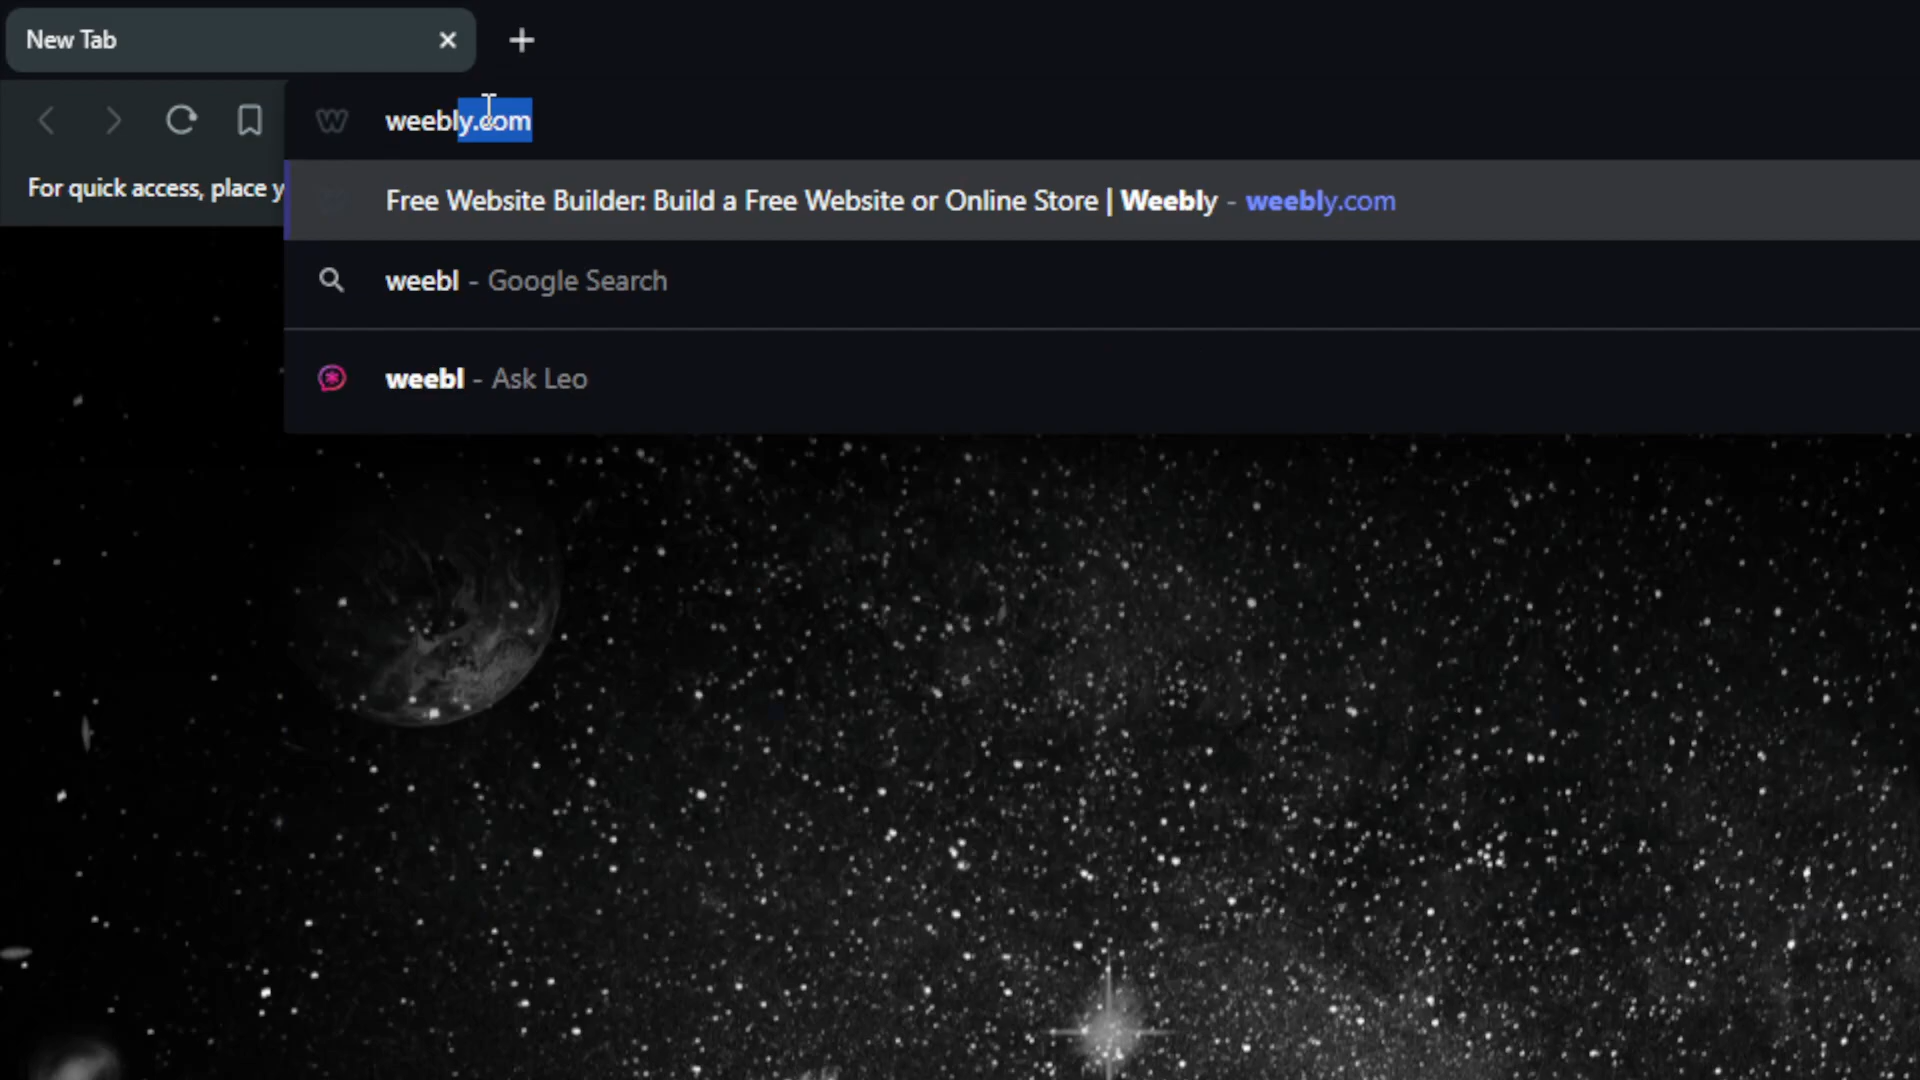 New Tab
weebly.com
For quick access, place y
Free Website Builder: Build a Free Website or Online Store | Weebly - weebly.com
weebl - Google Search
weebl - Ask Leo